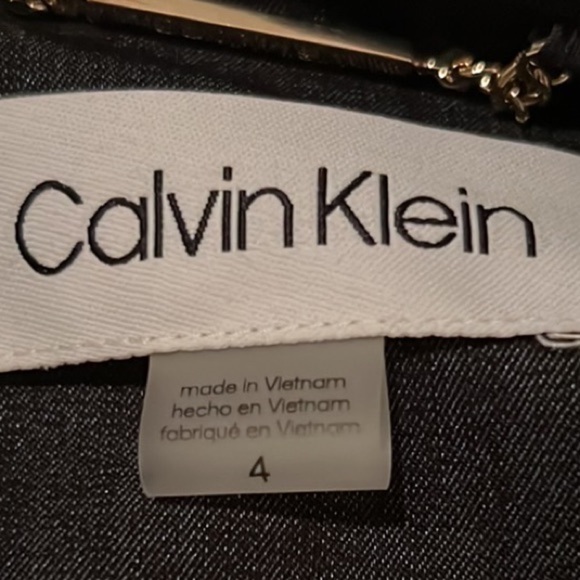 Calvin Klein
made in Vietnam
hecho en Vietnam
fabriqué en Vietnam
4